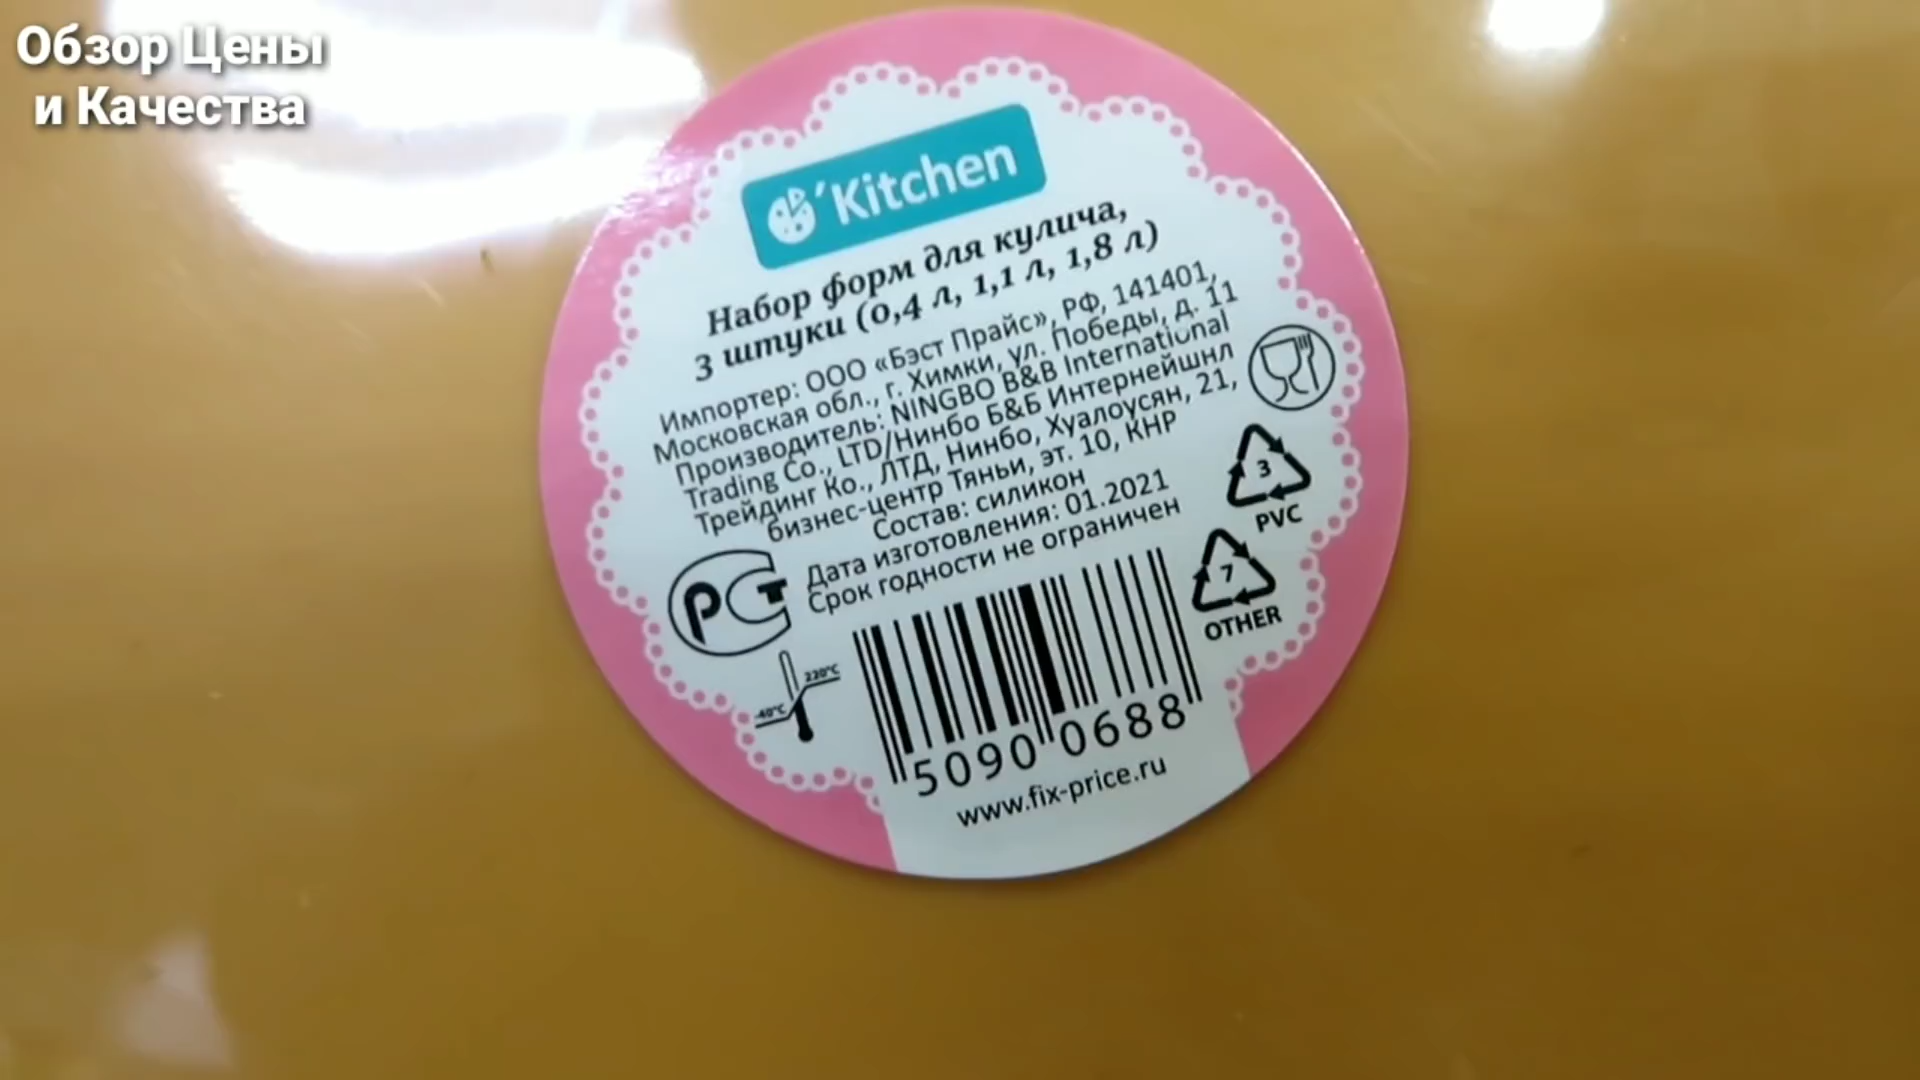 Обзор Цены
и Качества
'Kitchen
Набор форм для кулича,
3 штуки (0,4 л, 1,1 л, 1,8 л)
Импортер: ООО «Бэст Прайс», РФ, 141401,
Московская обл., г. Химки, ул. Победы, д. 11
Производитель: NINGBO B&B International
Trading Co., LTD/Нинбо Б&Б Интернейшнл
Трейдинг Ко., ЛТД, Нинбо, Хуалоусян, 21,
бизнес-центр Тяньи, эт. 10, КНР
Состав: силикон
Дата изготовления: 01.2021
Срок годности не ограничен
РСТ
220°C
-40°C
3
PVC
7
OTHER
5090 0688
www.fix-price.ru